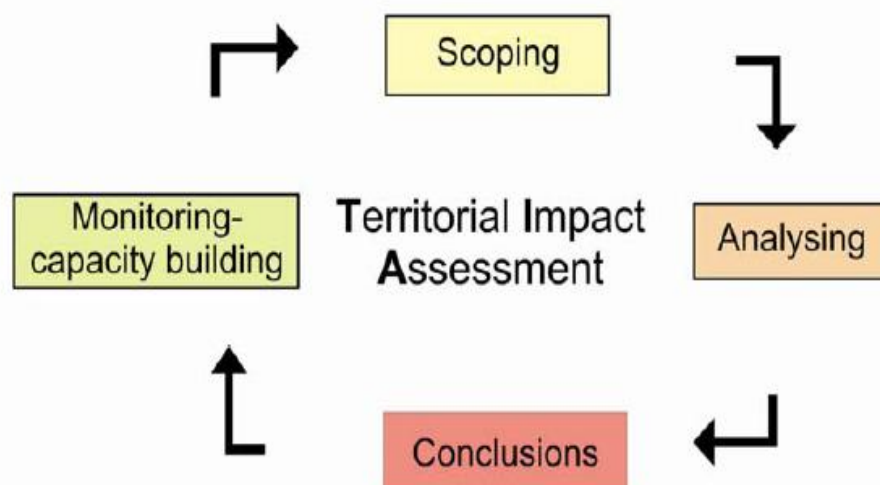 Scoping
Monitoring-
capacity building
Territorial Impact
Assessment
Analysing
Conclusions